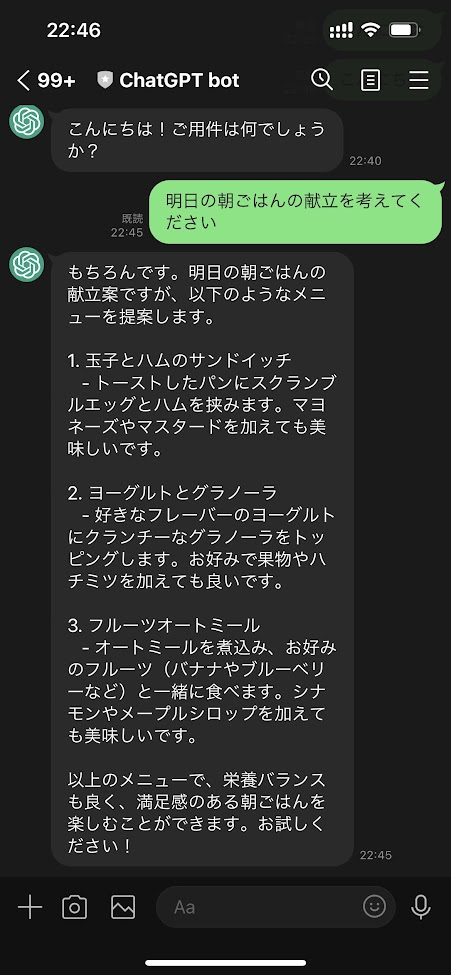 22:46
99+ ChatGPT bot
こんにちは！ご用件は何でしょう
か？
22:40
明日の朝ごはんの献立を考えてく
ださい
既読
22:45
もちろんです。明日の朝ごはんの
献立案ですが、以下のようなメニ
ューを提案します。
1. 玉子とハムのサンドイッチ
- トーストしたパンにスクランブ
ルエッグとハムを挟みます。マヨ
ネーズやマスタードを加えても美
味しいです。
2. ヨーグルトとグラノーラ
- 好きなフレーバーのヨーグルト
にクランチーなグラノーラをトッ
ピングします。お好みで果物やハ
チミツを加えても良いです。
3. フルーツオートミール
- オートミールを煮込み、お好み
のフルーツ（バナナやブルーベリ
ーなど）と一緒に食べます。シナ
モンやメープルシロップを加えて
も美味しいです。
以上のメニューで、栄養バランス
も良く、満足感のある朝ごはんを
楽しむことができます。お試しく
ださい！
22:45
Aa